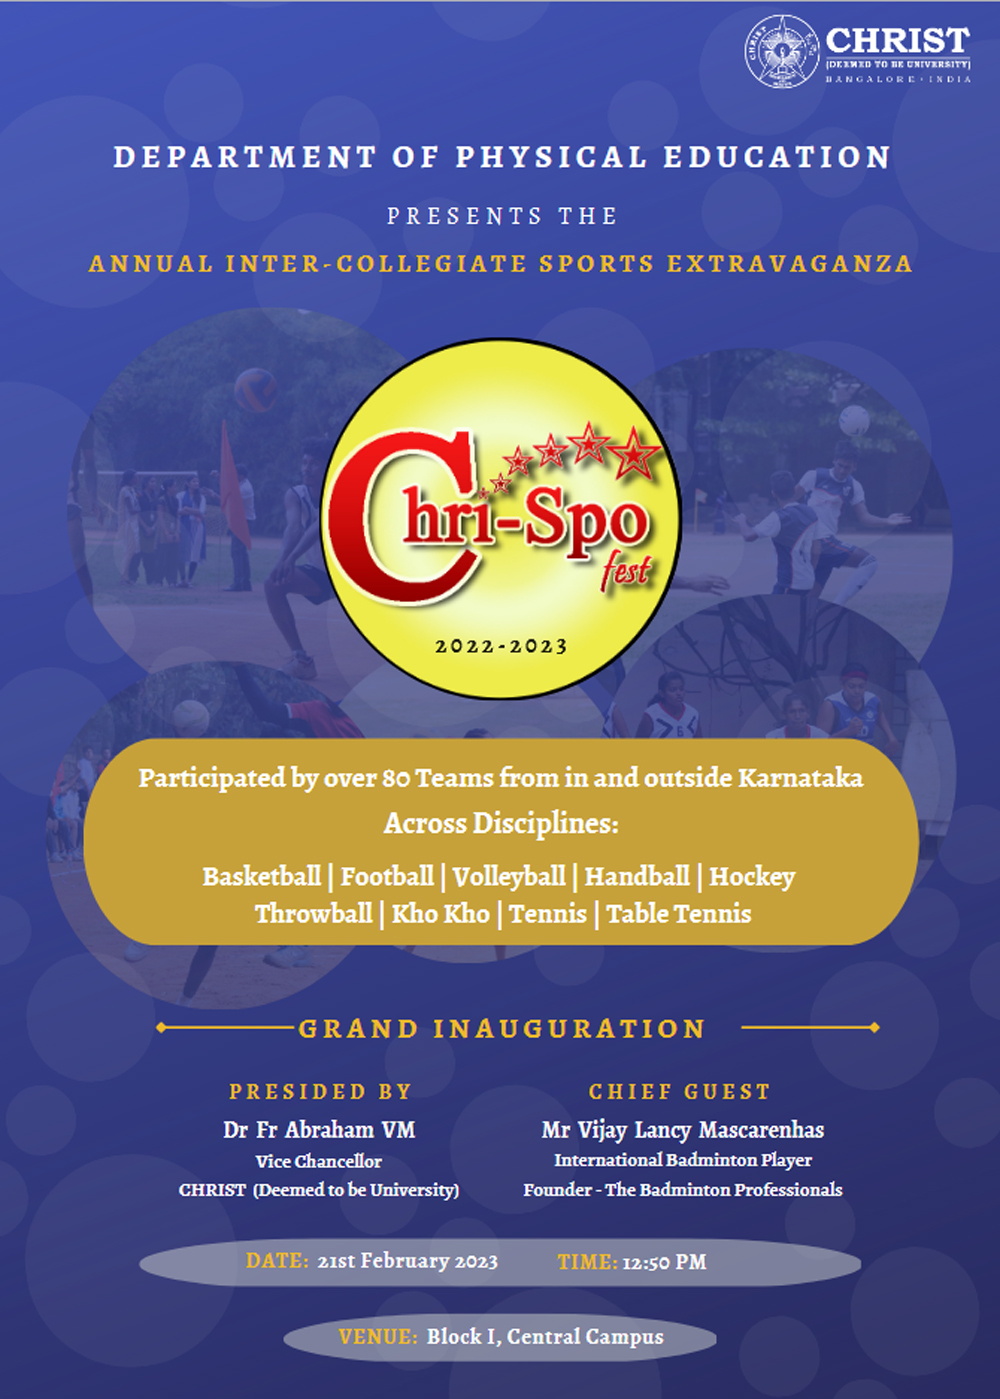 CHRIST
(DEEMED TO BE UNIVERSITY)
BANGALORE · INDIA
DEPARTMENT OF PHYSICAL EDUCATION
PRESENTS THE
ANNUAL INTER-COLLEGIATE SPORTS EXTRAVAGANZA
Chri-Spo
fest
2022-2023
Participated by over 80 Teams from in and outside Karnataka
Across Disciplines:
Basketball | Football | Volleyball | Handball | Hockey
Throwball | Kho Kho | Tennis | Table Tennis
GRAND INAUGURATION
PRESIDED BY
Dr Fr Abraham VM
Vice Chancellor
CHRIST (Deemed to be University)
CHIEF GUEST
Mr Vijay Lancy Mascarenhas
International Badminton Player
Founder - The Badminton Professionals
DATE: 21st February 2023 TIME: 12:50 PM
VENUE: Block I, Central Campus